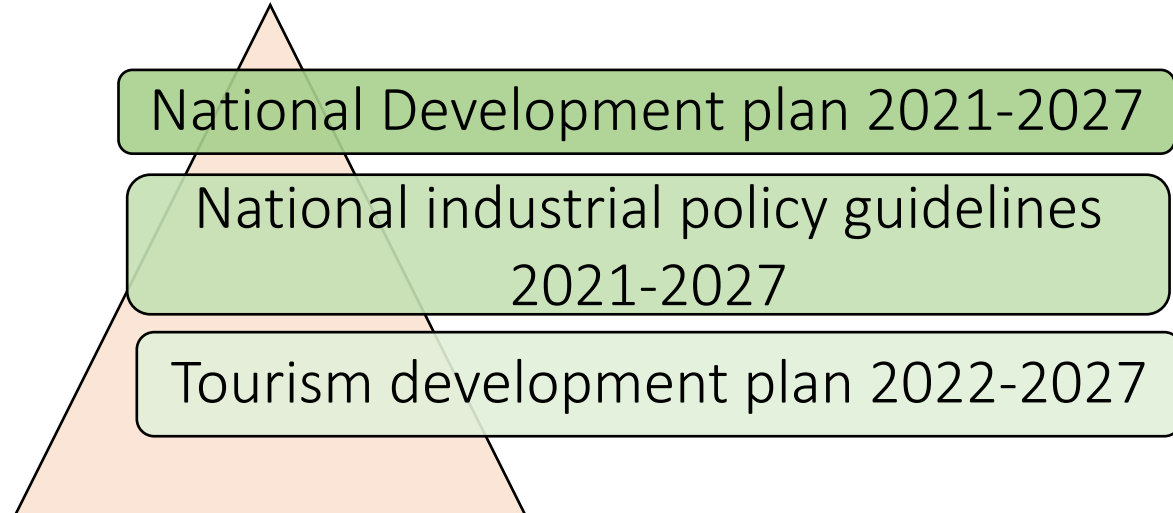 National Development plan 2021-2027
National industrial policy guidelines
2021-2027
Tourism development plan 2022-2027